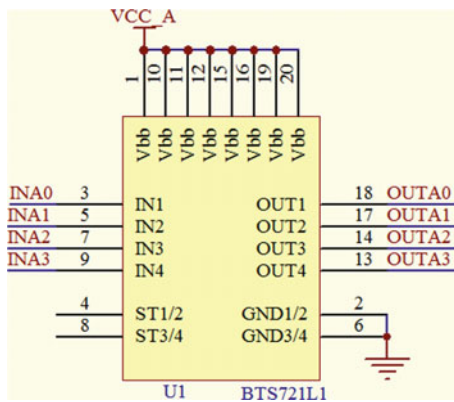 VCC_A
1 10 11 12 15 16 19 20
Vbb Vbb Vbb Vbb Vbb Vbb Vbb Vbb
INA0 3 IN1 OUT1 18 OUTA0
INA1 5 IN2 OUT2 17 OUTA1
INA2 7 IN3 OUT3 14 OUTA2
INA3 9 IN4 OUT4 13 OUTA3
4 ST1/2 GND1/2 2
8 ST3/4 GND3/4 6
U1 BTS721L1